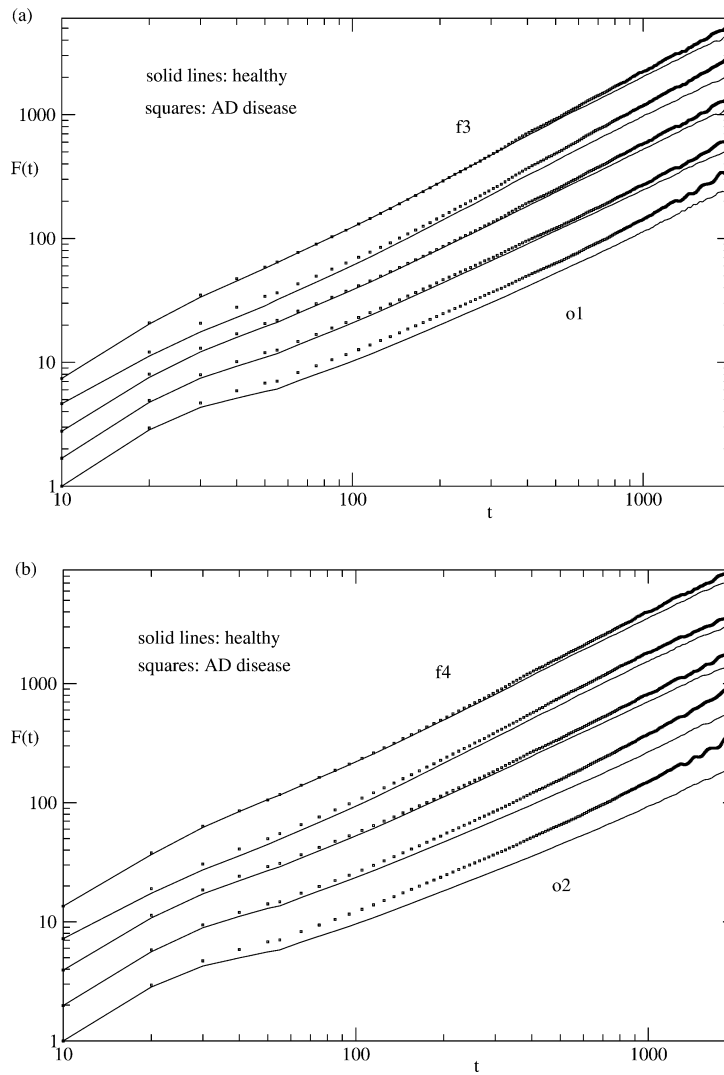 (a)
solid lines: healthy
squares: AD disease
f3
1000
F(t)
100
o1
10
1
10
100
1000
t
(b)
solid lines: healthy
squares: AD disease
f4
1000
F(t)
100
o2
10
1
10
100
1000
t